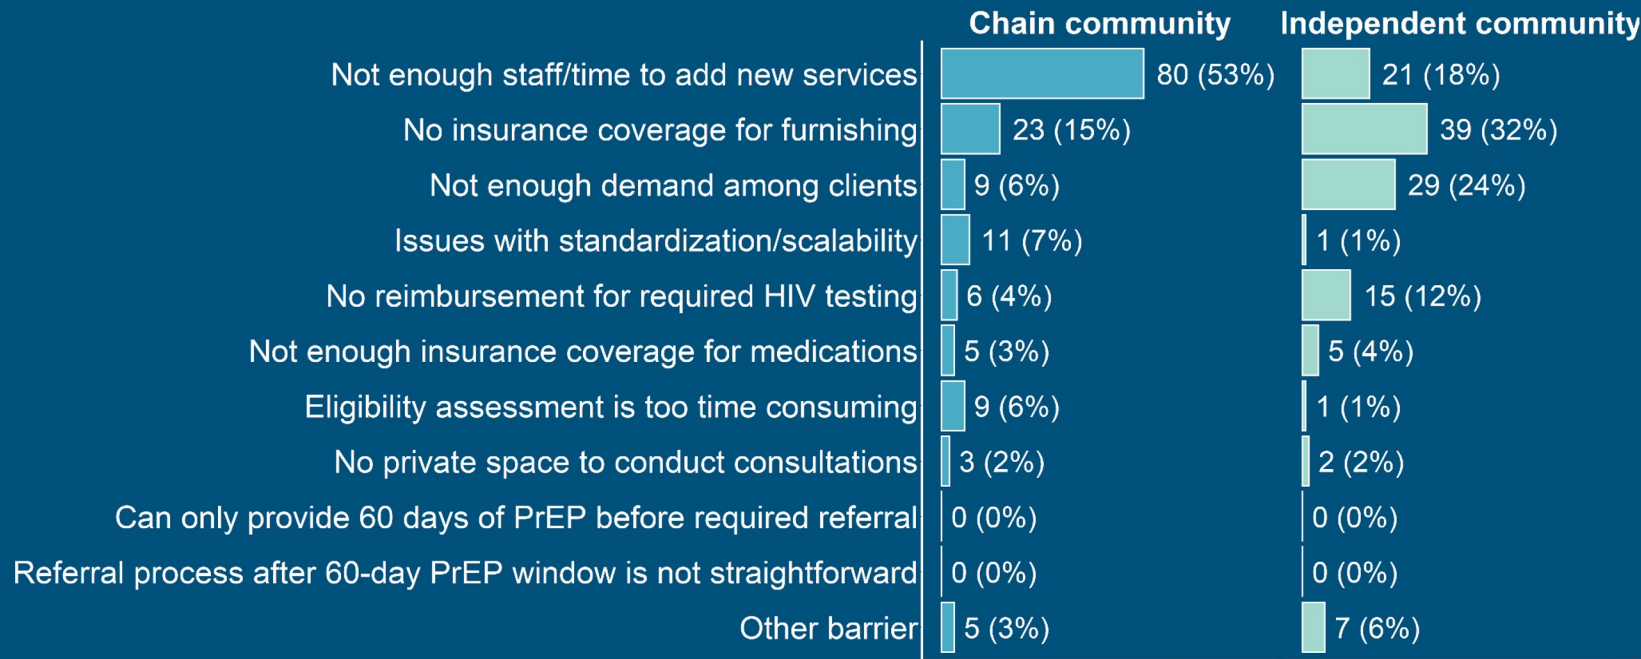 Chain community Independent community
Not enough staff/time to add new services 80 (53%) 21 (18%)
No insurance coverage for furnishing 23 (15%) 39 (32%)
Not enough demand among clients 9 (6%) 29 (24%)
Issues with standardization/scalability 11 (7%) 1 (1%)
No reimbursement for required HIV testing 6 (4%) 15 (12%)
Not enough insurance coverage for medications 5 (3%) 5 (4%)
Eligibility assessment is too time consuming 9 (6%) 1 (1%)
No private space to conduct consultations 3 (2%) 2 (2%)
Can only provide 60 days of PrEP before required referral 0 (0%) 0 (0%)
Referral process after 60-day PrEP window is not straightforward 0 (0%) 0 (0%)
Other barrier 5 (3%) 7 (6%)